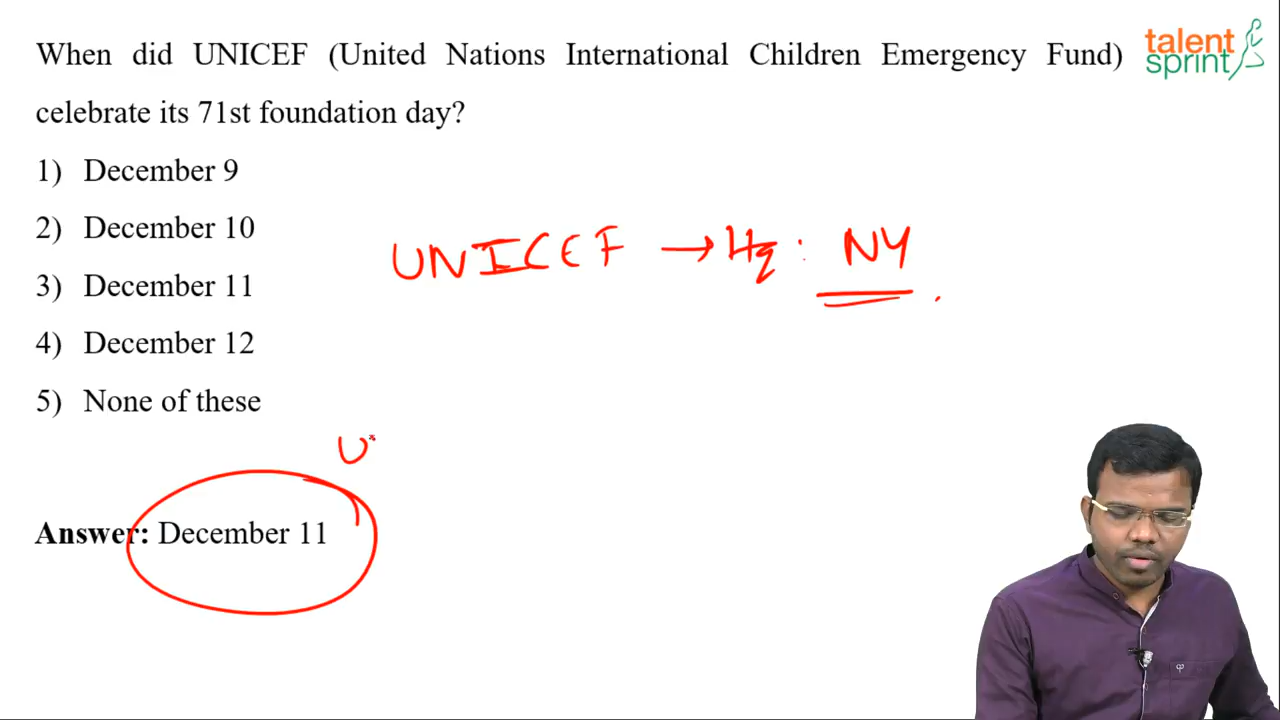 When did UNICEF (United Nations International Children Emergency Fund)
celebrate its 71st foundation day?
talent
sprint
1) December 9
2) December 10
UNICEF → Hq : NY
3) December 11
4) December 12
5) None of these
U
Answer: December 11